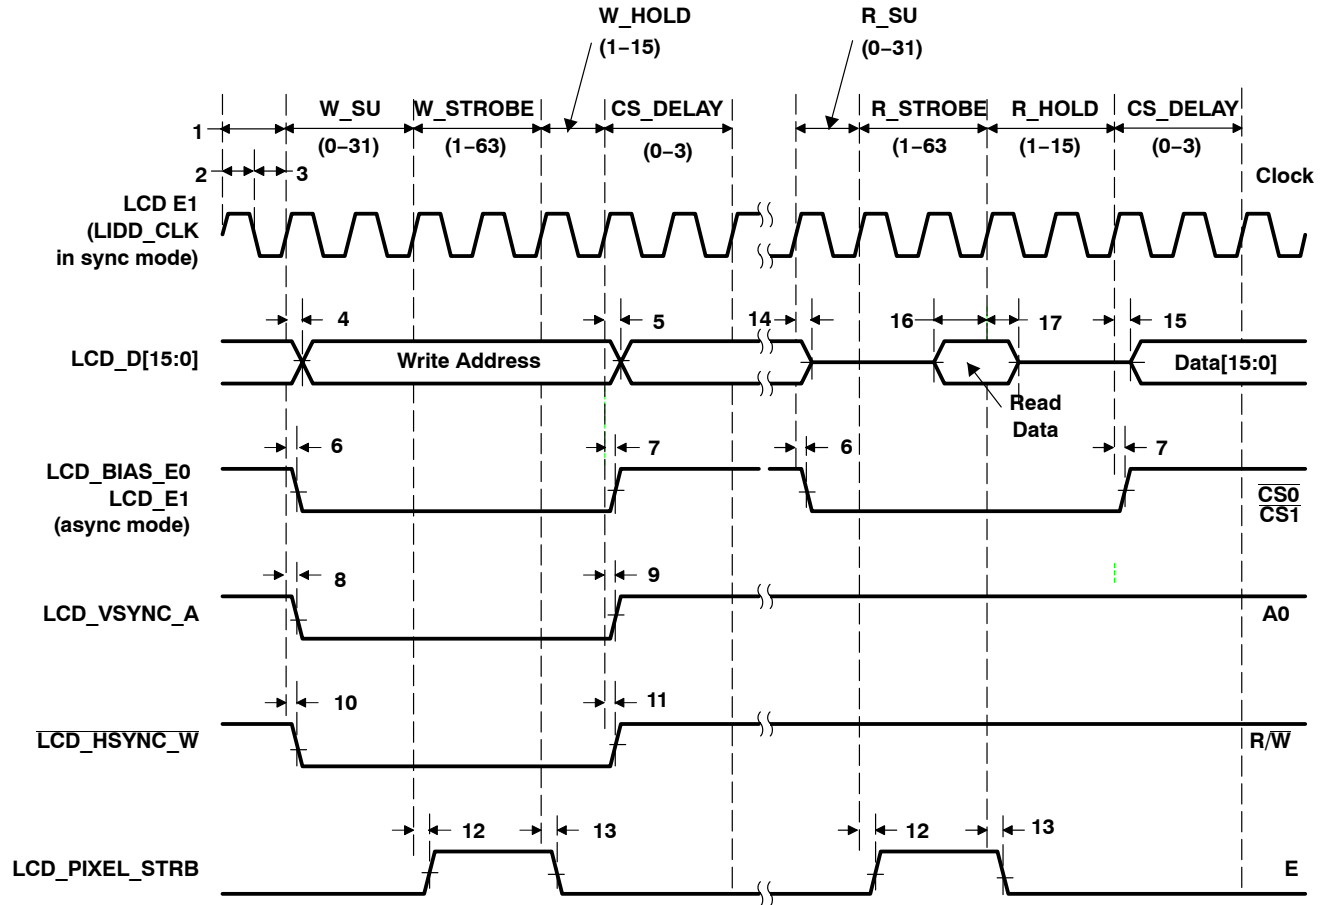 W_HOLD
(1–15)
R_SU
(0–31)
W_SU
W_STROBE
CS_DELAY
R_STROBE
R_HOLD
CS_DELAY
1
(0–31)
(1–63)
(0–3)
(1–63
(1–15)
(0–3)
2
3
Clock
LCD E1
(LIDD_CLK
in sync mode)
4
5
14
16
17
15
LCD_D[15:0]
Write Address
Data[15:0]
Read
Data
6
7
6
7
LCD_BIAS_E0
LCD_E1
(async mode)
CS0
CS1
8
9
LCD_VSYNC_A
A0
10
11
LCD_HSYNC_W
R/W
12
13
12
13
LCD_PIXEL_STRB
E